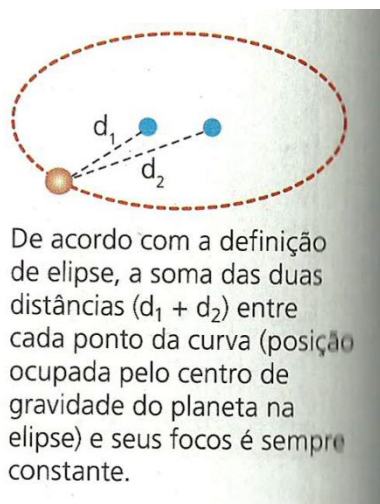 d₁
d₂
De acordo com a definição
de elipse, a soma das duas
distâncias (d₁ + d₂) entre
cada ponto da curva (posição
ocupada pelo centro de
gravidade do planeta na
elipse) e seus focos é sempre
constante.